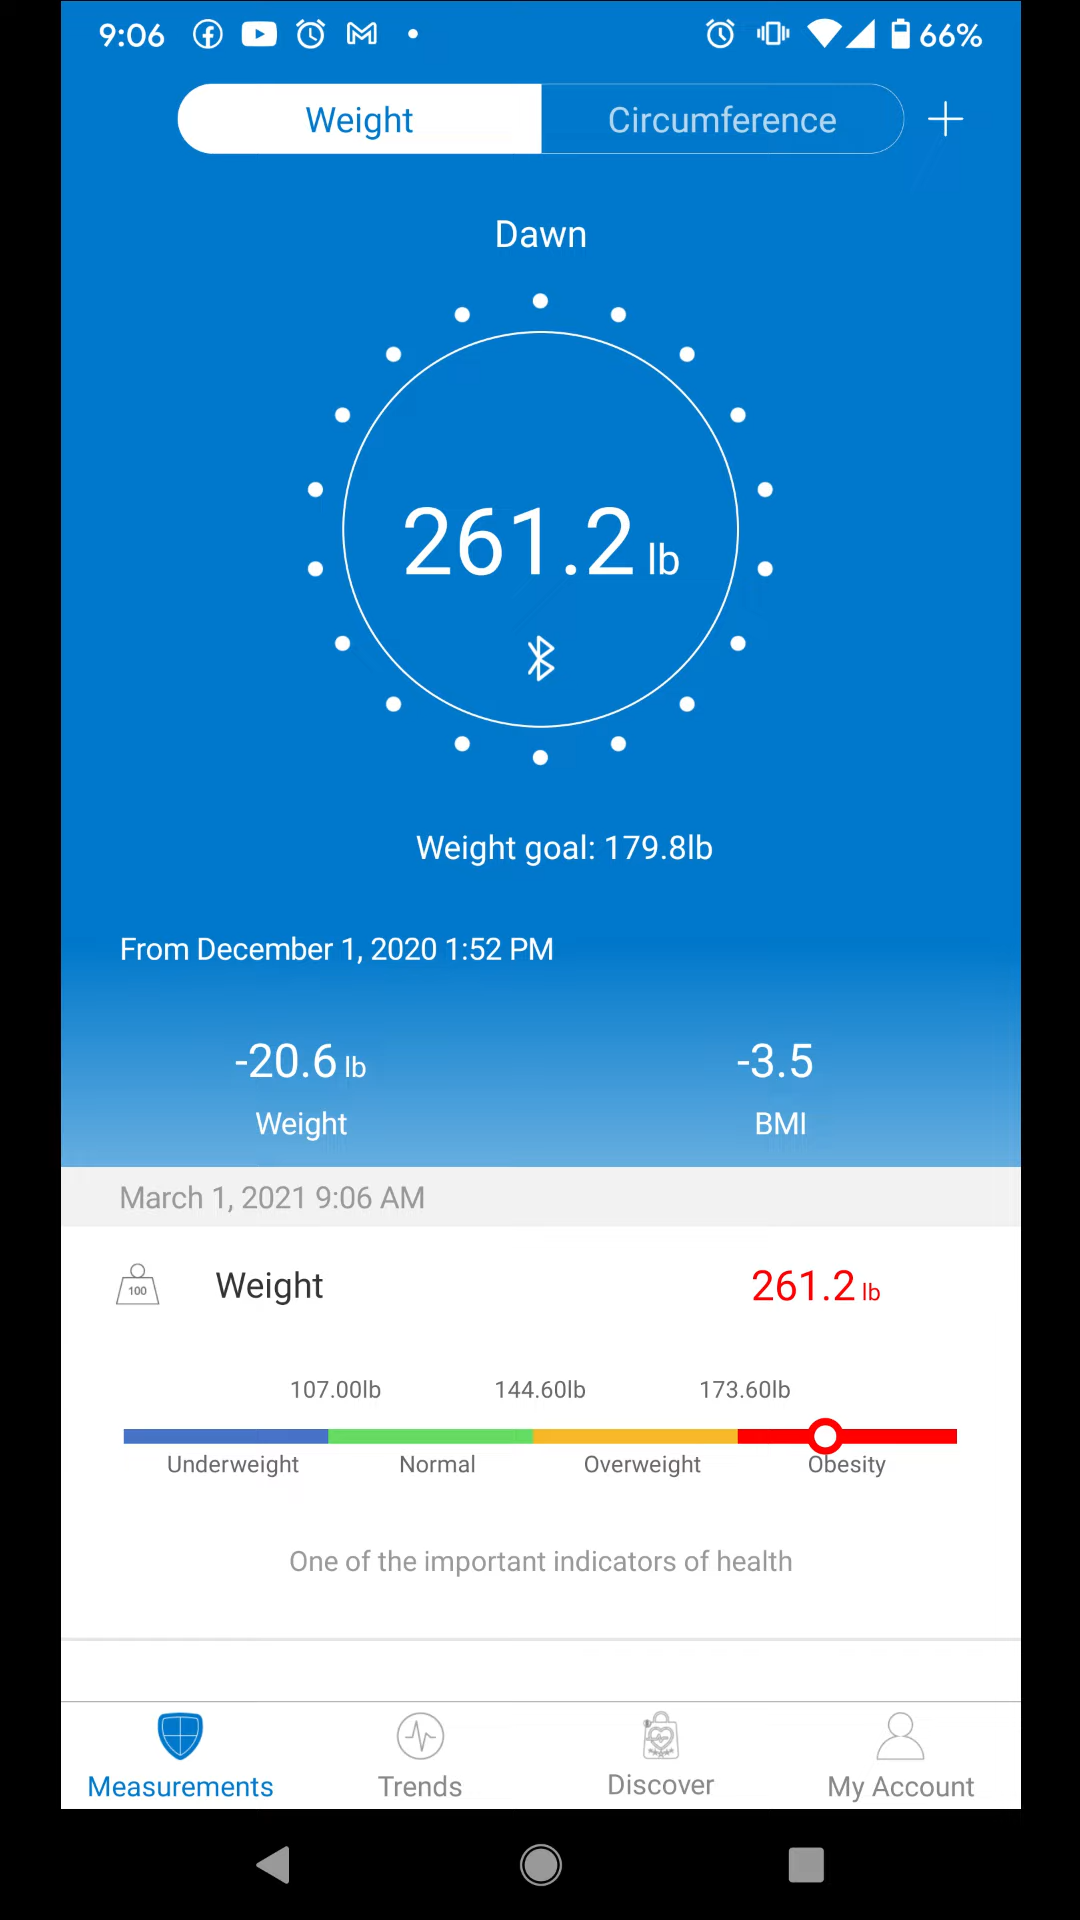 9:06 66%
Weight Circumference
Dawn
261.2 lb
Weight goal: 179.8lb
From December 1, 2020 1:52 PM
-20.6 lb -3.5
Weight BMI
March 1, 2021 9:06 AM
100 Weight 261.2 lb
107.00lb 144.60lb 173.60lb
Underweight Normal Overweight Obesity
One of the important indicators of health
Measurements Trends Discover My Account